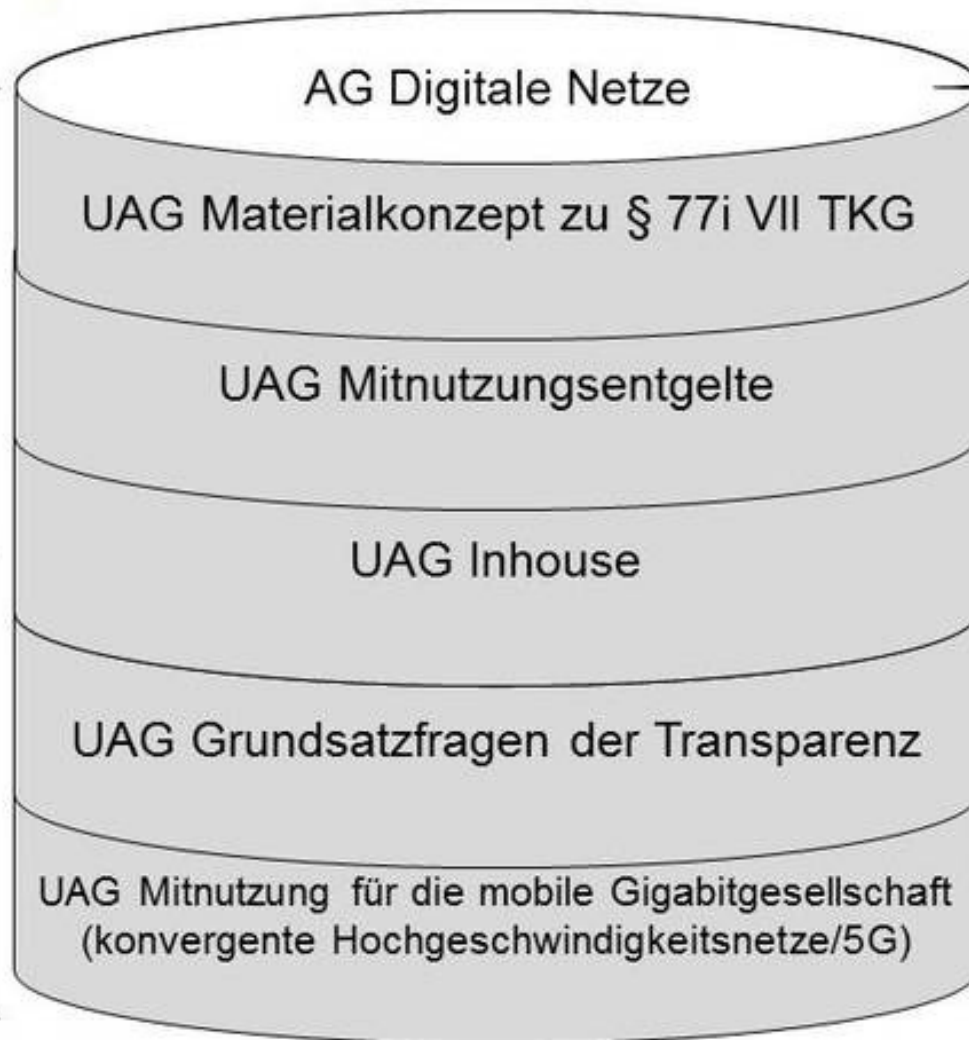 AG Digitale Netze
UAG Materialkonzept zu § 77i VII TKG
UAG Mitnutzungsentgelte
UAG Inhouse
UAG Grundsatzfragen der Transparenz
UAG Mitnutzung für die mobile Gigabitgesellschaft
(konvergente Hochgeschwindigkeitsnetze/5G)